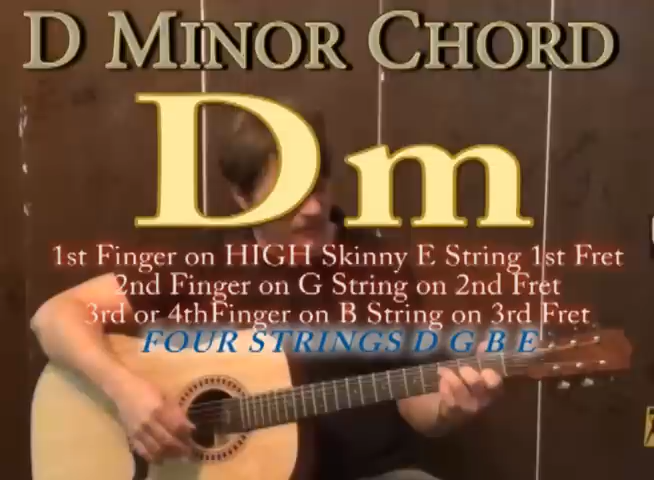 D MINOR CHORD
Dm
1st Finger on HIGH Skinny E String 1st Fret
2nd Finger on G String on 2nd Fret
3rd or 4thFinger on B String on 3rd Fret
FOUR STRINGS D G B E